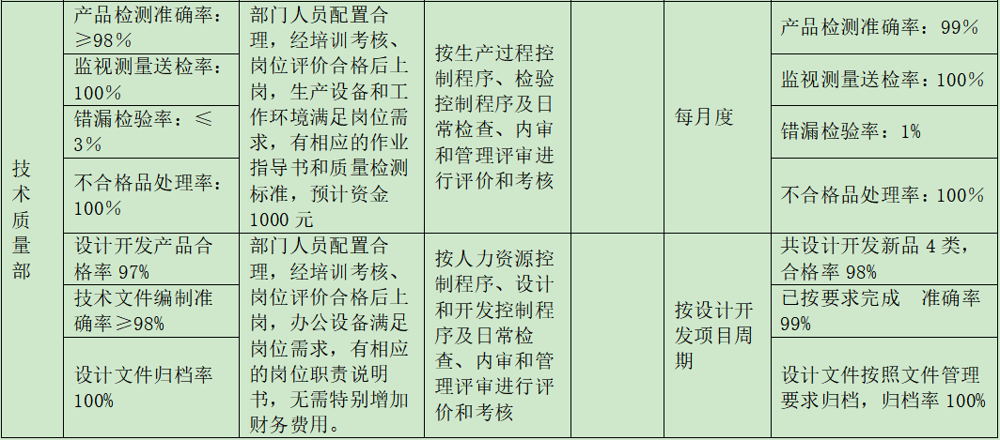 技
术
质
量
部
产品检测准确率：
≥98％
监视测量送检率：
100％
错漏检验率：≤
3％
不合格品处理率：
100％
部门人员配置合
理，经培训考核、
岗位评价合格后上
岗，生产设备和工
作环境满足岗位需
求，有相应的作业
指导书和质量检测
标准，预计资金
1000 元
按生产过程控
制程序、检验
控制程序及日
常检查、内审
和管理评审进
行评价和考核
每月度
产品检测准确率：99％
监视测量送检率：100％
错漏检验率：1%
不合格品处理率：100％
设计开发产品合
格率 97%
技术文件编制准
确率≥98%
设计文件归档率
100%
部门人员配置合
理，经培训考核、
岗位评价合格后上
岗，办公设备满足
岗位需求，有相应
的岗位职责说明
书，无需特别增加
财务费用。
按人力资源控
制程序、设计
和开发控制程
序及日常检
查、内审和管
理评审进行评
价和考核
按设计开
发项目周
期
共设计开发新品 4 类，
合格率 98%
已按要求完成　准确率
99%
设计文件按照文件管理
要求归档，归档率 100%